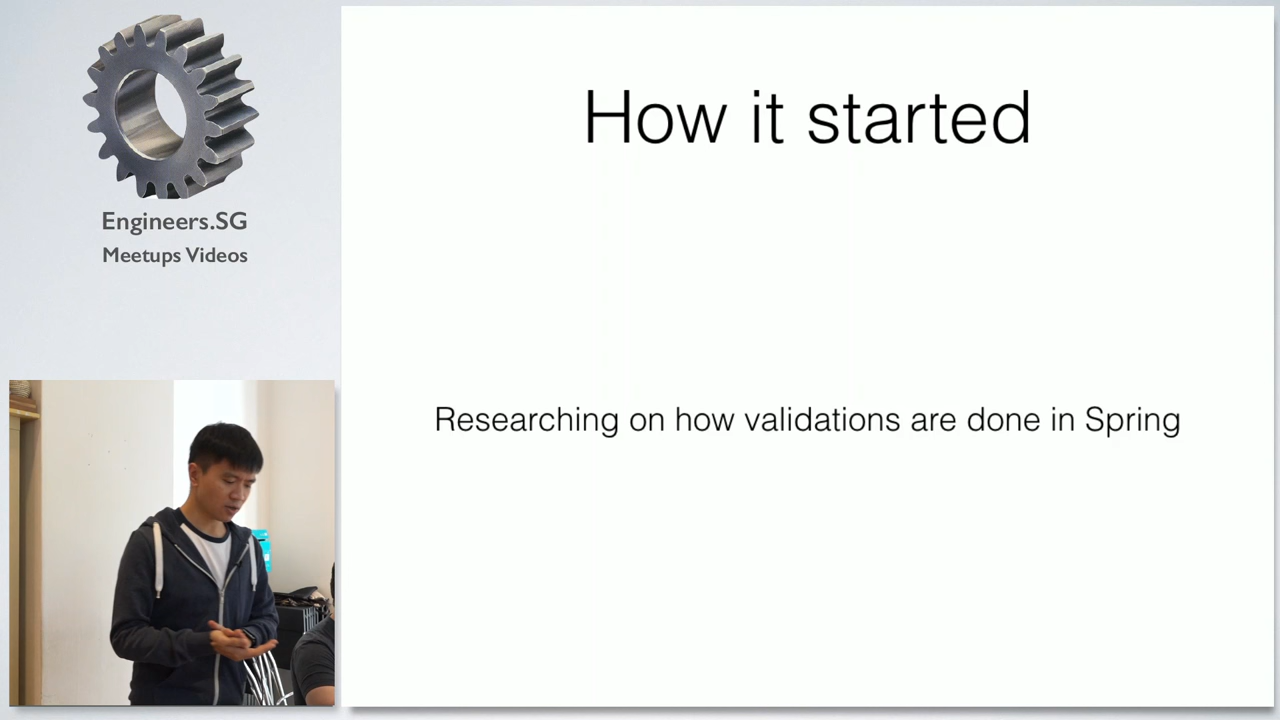 Engineers.SG
Meetups Videos
How it started
Researching on how validations are done in Spring